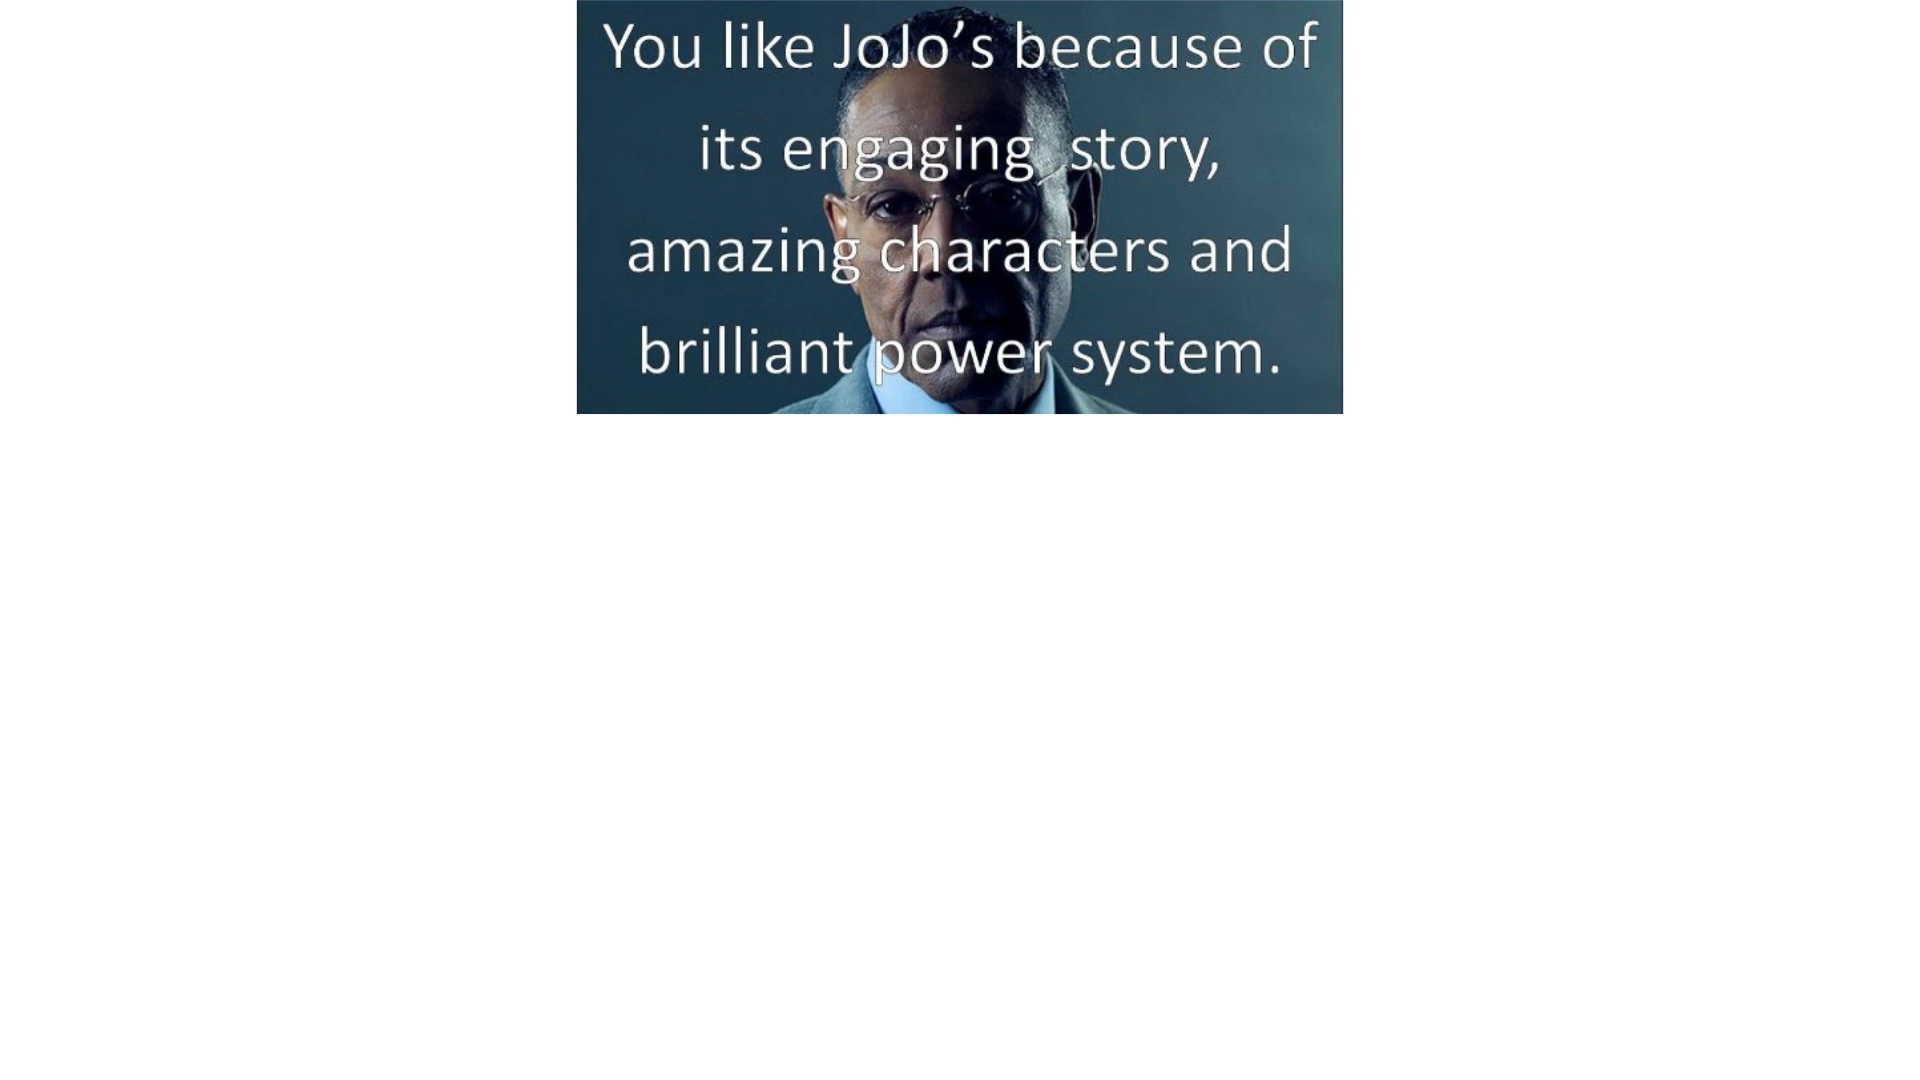 You like JoJo’s because of
its engaging  story,
amazing characters and
brilliant power system.